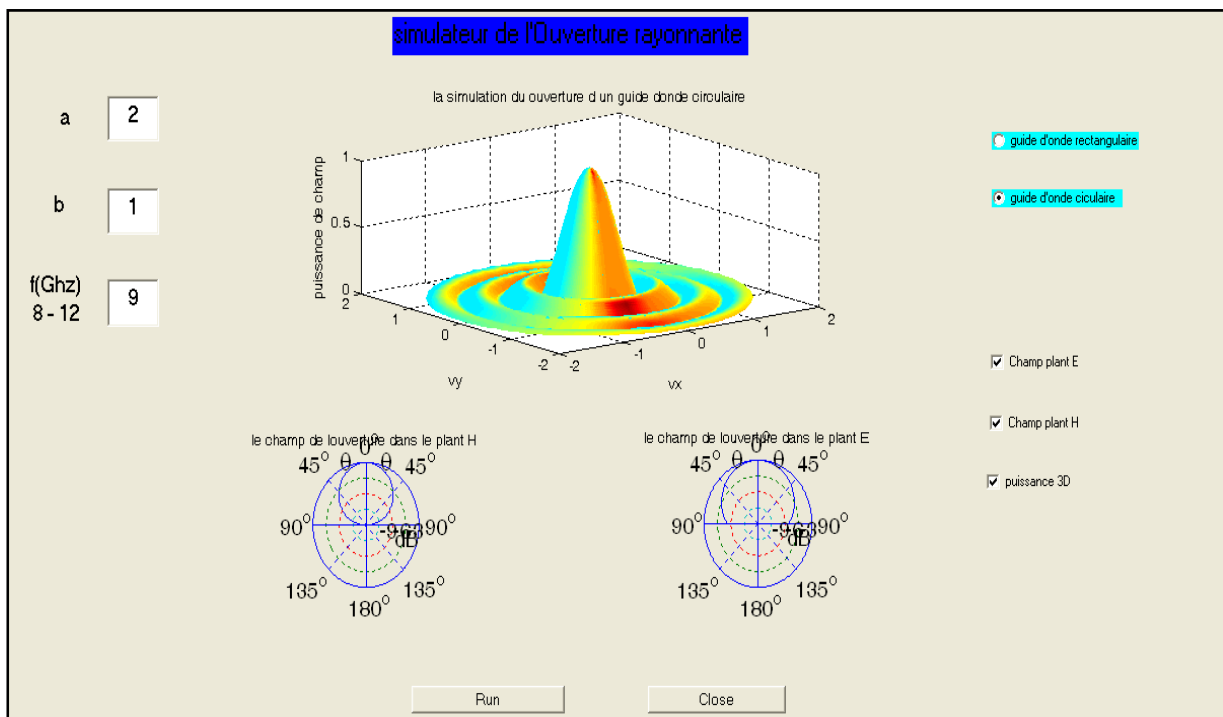 simulateur de l'Ouverture rayonnante
a
2
b
1
f(Ghz)
8 - 12
9
la simulation du ouverture d un guide donde circulaire
puissance de champ
1
0.5
0
2
1
0
-1
-2
vy
-2
-1
0
1
2
vx
guide d'onde rectangulaire
guide d'onde ciculaire
Champ plant E
Champ plant H
puissance 3D
le champ de louverture dans le plant H
0°
45° θ θ 45°
90° 90°
dB
135° 135°
180°
le champ de louverture dans le plant E
0°
45° θ θ 45°
90° 90°
dB
135° 135°
180°
Run
Close